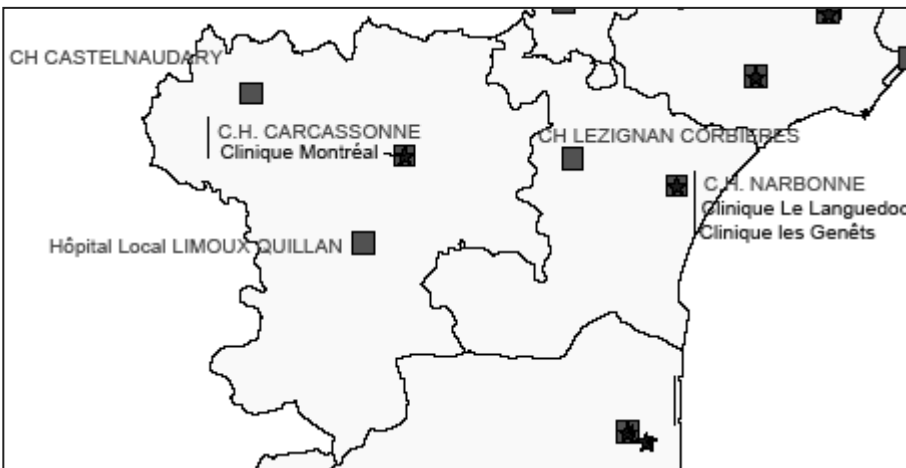 CH CASTELNAUDARY
C.H. CARCASSONNE
Clinique Montréal
CH LEZIGNAN CORBIERES
C.H. NARBONNE
Clinique Le Languedoc
Clinique les Genêts
Hôpital Local LIMOUX QUILLAN